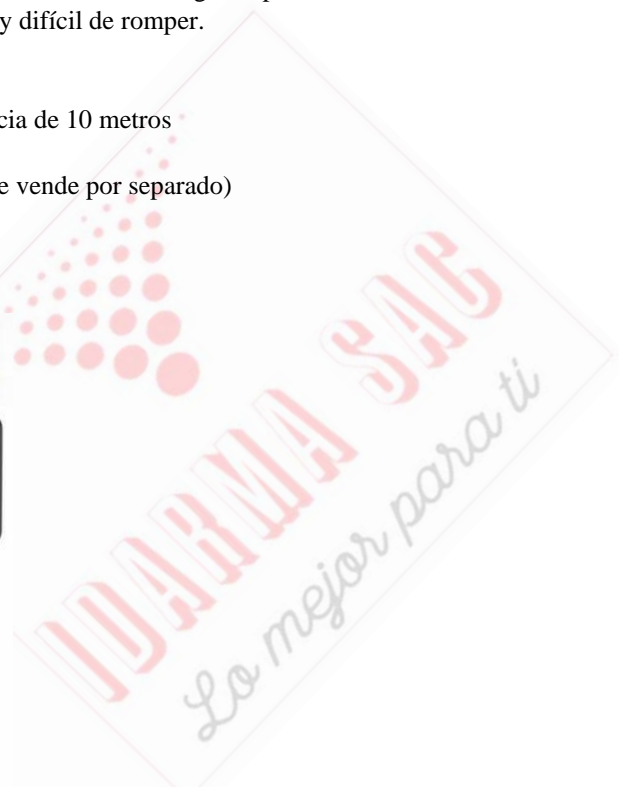 y difícil de romper.
cia de 10 metros
e vende por separado)
IDARMA SAC
Lo mejor para ti